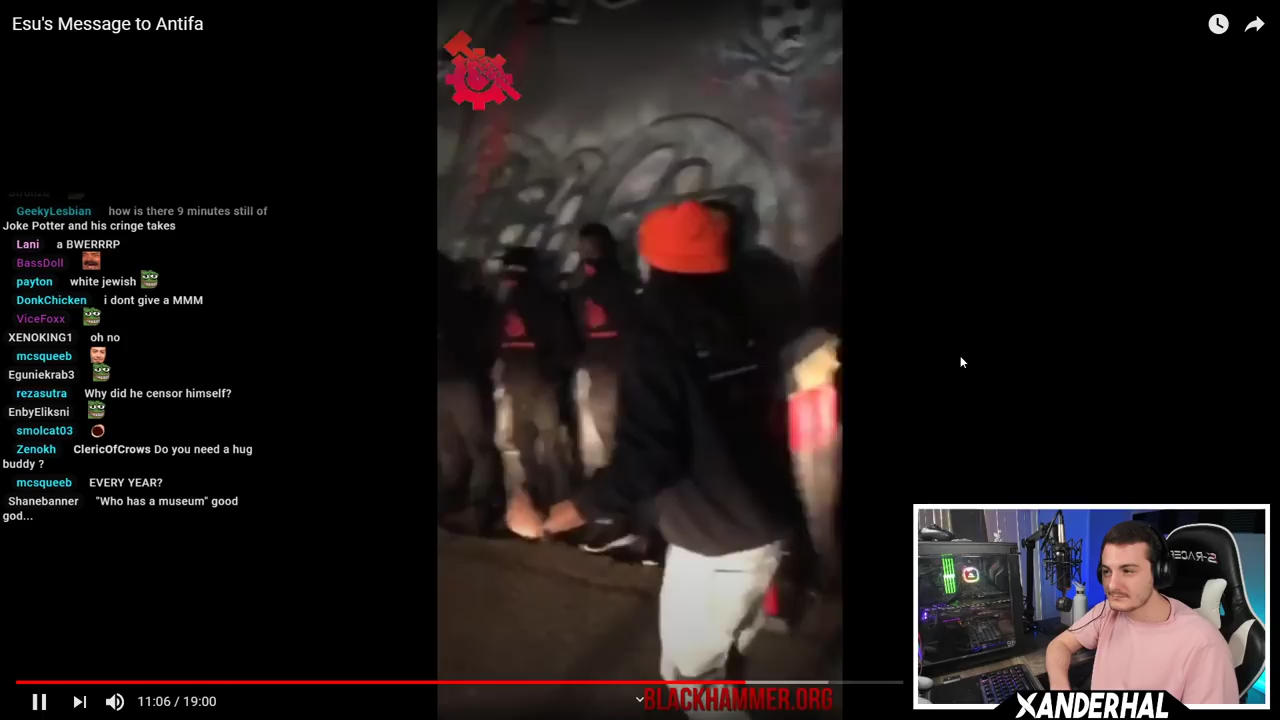 Esu's Message to Antifa
GeekyLesbian how is there 9 minutes still of
Joke Potter and his cringe takes
Lani a BWERRRP
BassDoll
payton white jewish
DonkChicken i dont give a MMM
ViceFoxx
XENOKING1 oh no
mcsqueeb
Eguniekrab3
rezasutra Why did he censor himself?
EnbyEliksni
smolcat03
Zenokh ClericOfCrows Do you need a hug
buddy ?
mcsqueeb EVERY YEAR?
Shanebanner "Who has a museum" good
god...
11:06 / 19:00
BLACKHAMMER.ORG
S-RACER
XANDERHAL